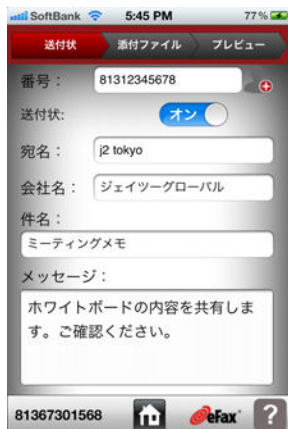 SoftBank 5:45 PM 77%
送付状 添付ファイル プレビュー
番号： 81312345678
送付状: オン
宛名： j2 tokyo
会社名： ジェイツーグローバル
件名：
ミーティングメモ
メッセージ：
ホワイトボードの内容を共有しま
す。ご確認ください。
81367301568 eFax ?